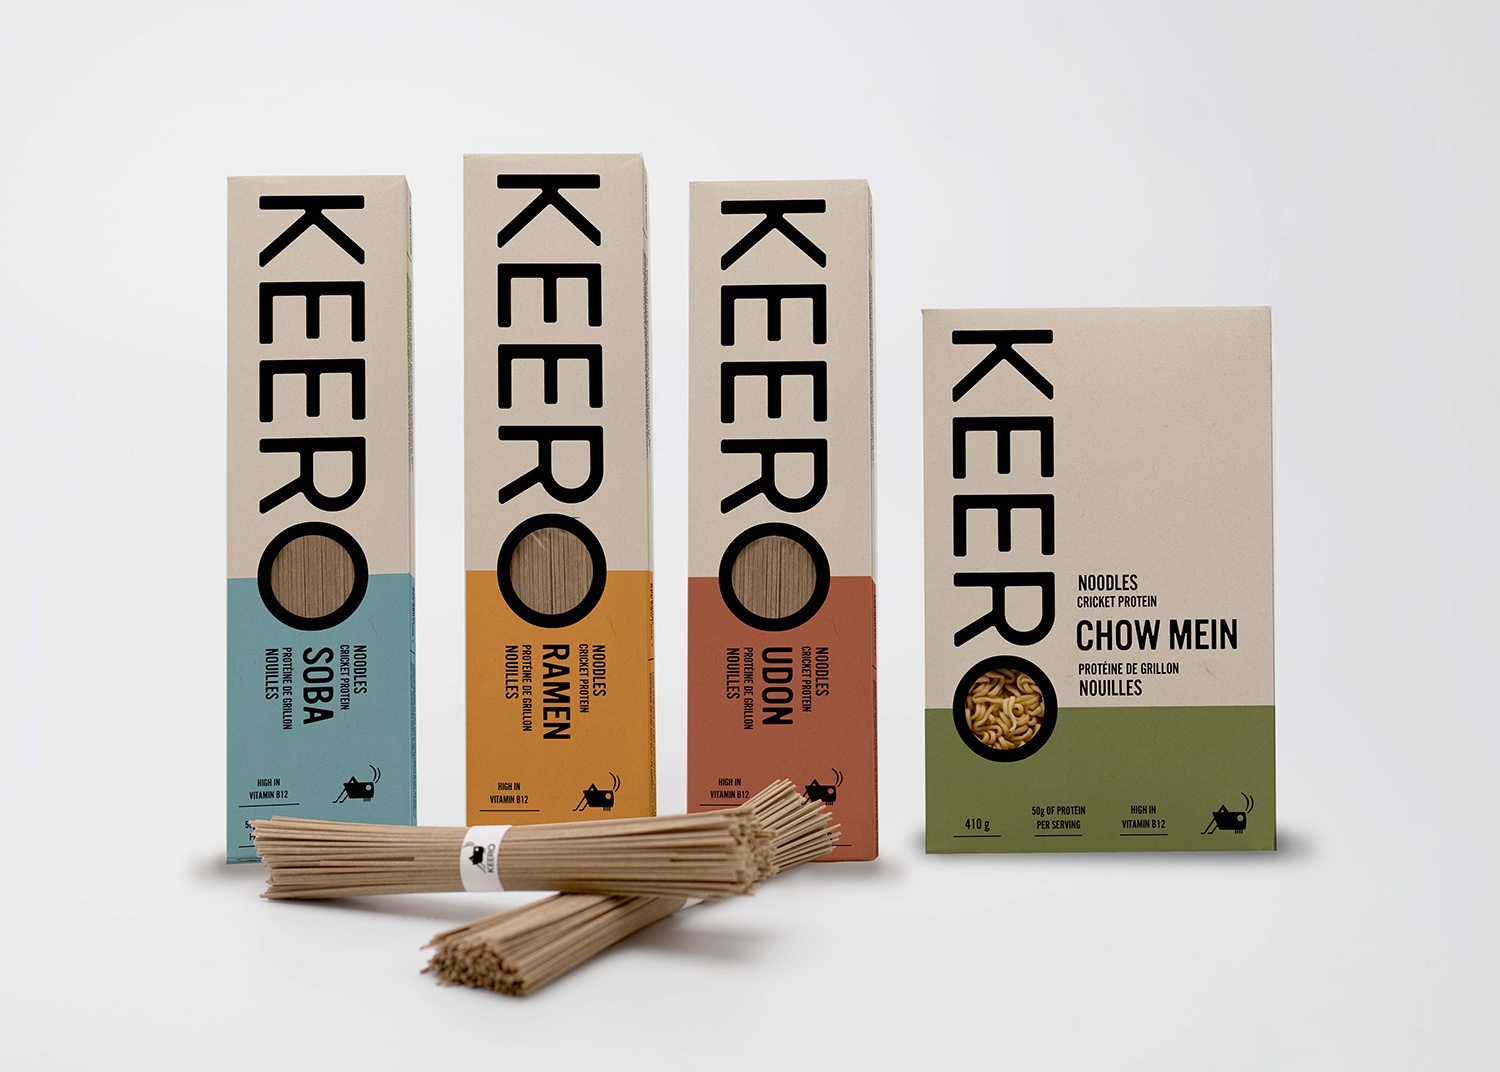 KEERO
NOODLES
CRICKET PROTEIN
SOBA
PROTÉINE DE GRILLON
NOUILLES
HIGH IN
VITAMIN B12
KEERO
NOODLES
CRICKET PROTEIN
RAMEN
PROTÉINE DE GRILLON
NOUILLES
HIGH IN
VITAMIN B12
KEERO
NOODLES
CRICKET PROTEIN
UDON
PROTÉINE DE GRILLON
NOUILLES
HIGH IN
VITAMIN B12
KEERO
NOODLES
CRICKET PROTEIN
CHOW MEIN
PROTÉINE DE GRILLON
NOUILLES
410 g
50g OF PROTEIN
PER SERVING
HIGH IN
VITAMIN B12
KEERO